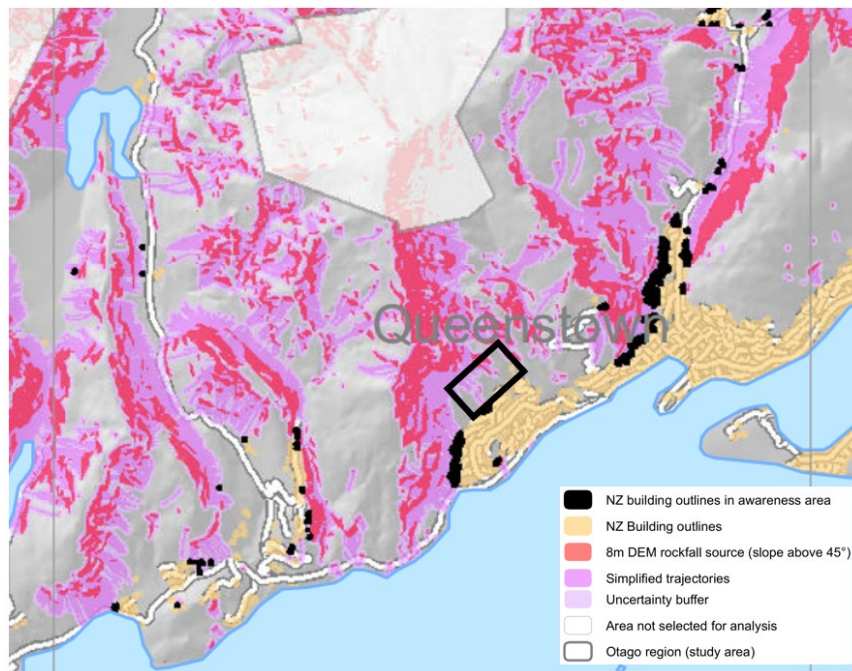 Queenstown
NZ building outlines in awareness area
NZ Building outlines
8m DEM rockfall source (slope above 45°)
Simplified trajectories
Uncertainty buffer
Area not selected for analysis
Otago region (study area)